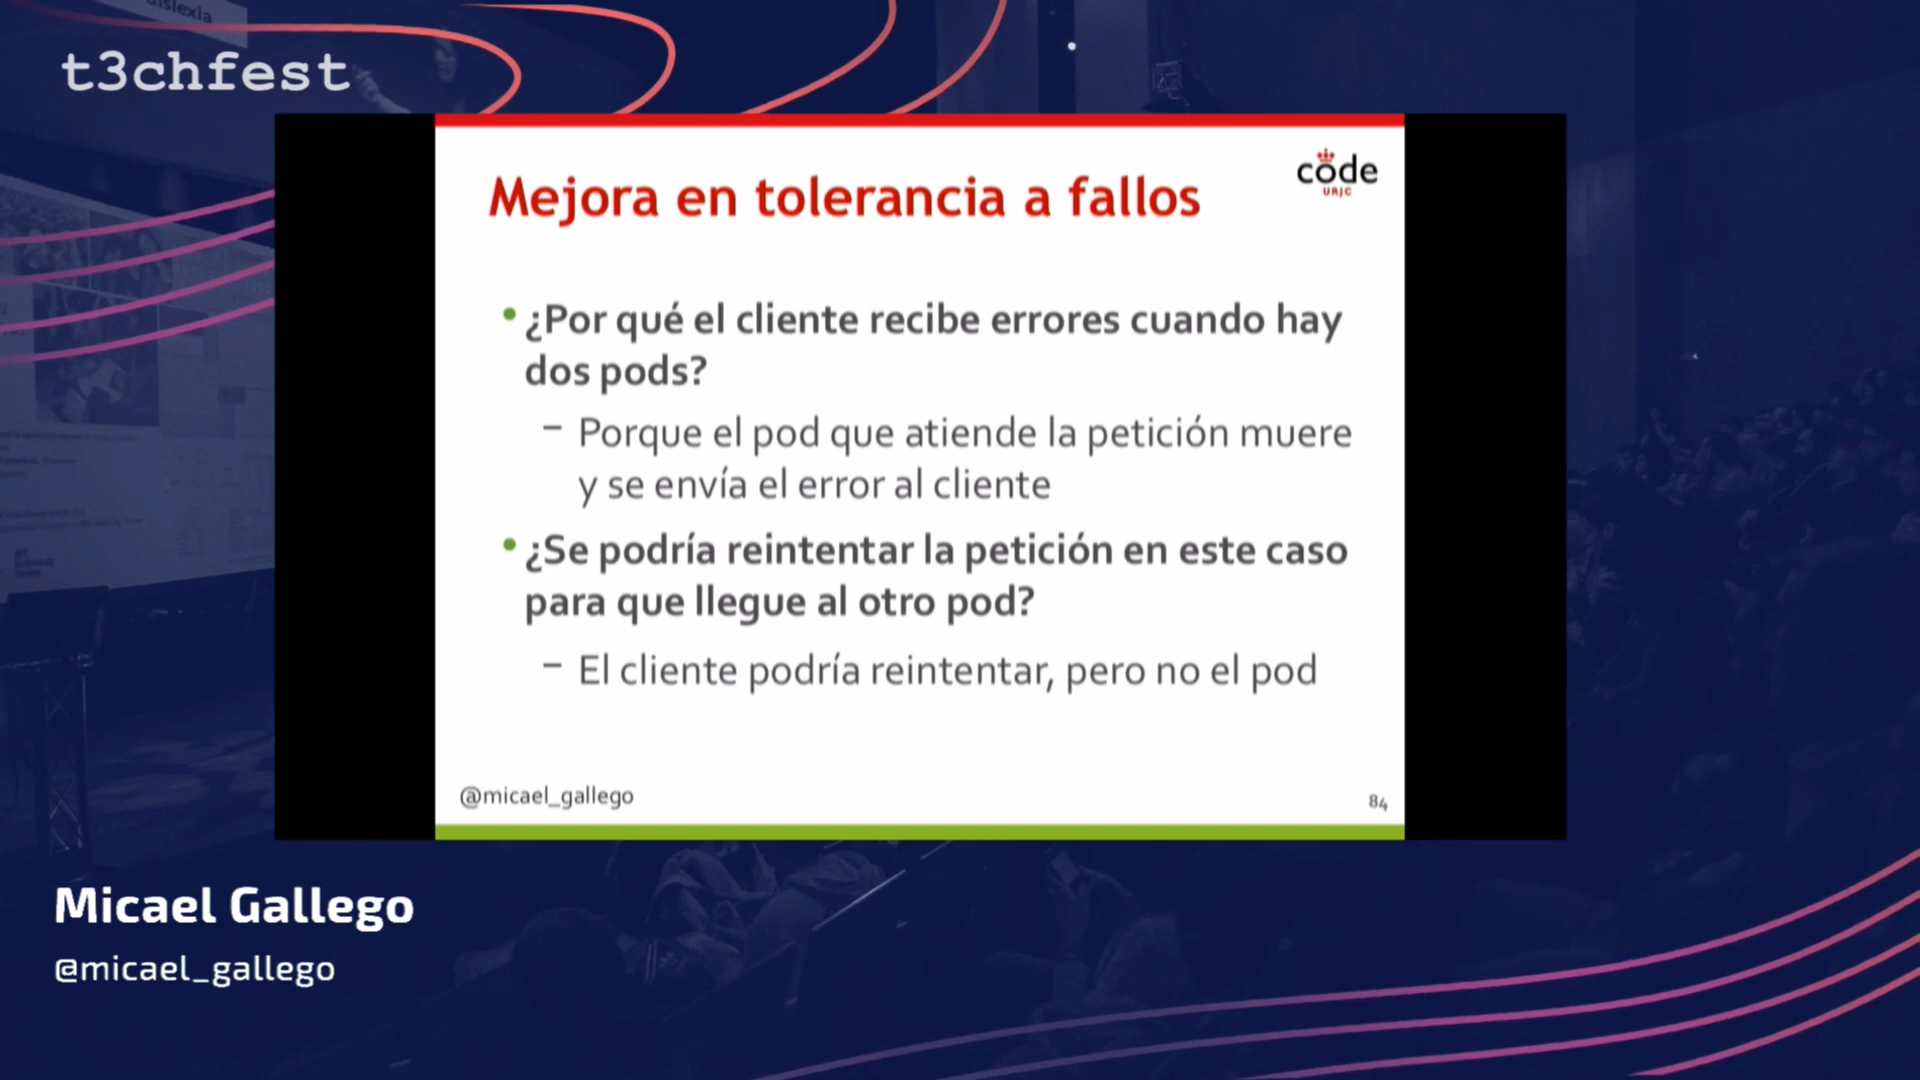 dislexia
t3chfest
code
URJC
Mejora en tolerancia a fallos
• ¿Por qué el cliente recibe errores cuando hay
dos pods?
– Porque el pod que atiende la petición muere
y se envía el error al cliente
• ¿Se podría reintentar la petición en este caso
para que llegue al otro pod?
– El cliente podría reintentar, pero no el pod
@micael_gallego
84
Micael Gallego
@micael_gallego